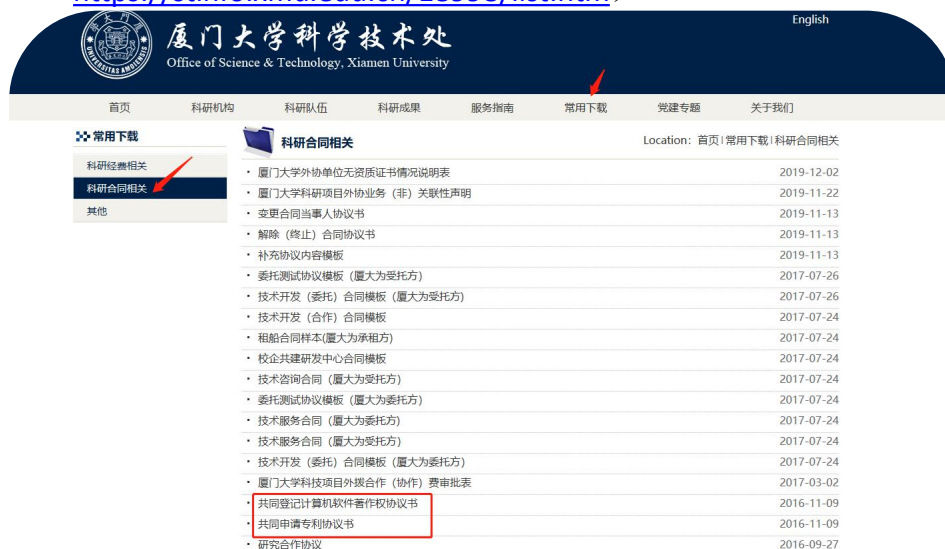 English
厦门大学科学技术处
Office of Science & Technology, Xiamen University
UNIVERSITAS AMOIENSIS
首页 科研机构 科研队伍 科研成果 服务指南 常用下载 党建专题 关于我们
常用下载
科研经费相关
科研合同相关
其他
科研合同相关 Location: 首页|常用下载|科研合同相关
· 厦门大学外协单位无资质证书情况说明表 2019-12-02
· 厦门大学科研项目外协业务（非）关联性声明 2019-11-22
· 变更合同当事人协议书 2019-11-13
· 解除（终止）合同协议书 2019-11-13
· 补充协议内容模板 2019-11-13
· 委托测试协议模板（厦大为受托方） 2017-07-26
· 技术开发（委托）合同模板（厦大为受托方） 2017-07-26
· 技术开发（合作）合同模板 2017-07-24
· 租船合同样本(厦大为承租方) 2017-07-24
· 校企共建研发中心合同模板 2017-07-24
· 技术咨询合同（厦大为受托方） 2017-07-24
· 委托测试协议模板（厦大为委托方） 2017-07-24
· 技术服务合同（厦大为委托方） 2017-07-24
· 技术服务合同（厦大为受托方） 2017-07-24
· 技术开发（委托）合同模板（厦大为委托方） 2017-07-24
· 厦门大学科技项目外拨合作（协作）费审批表 2017-03-02
· 共同登记计算机软件著作权协议书 2016-11-09
· 共同申请专利协议书 2016-11-09
· 研究合作协议 2016-09-27